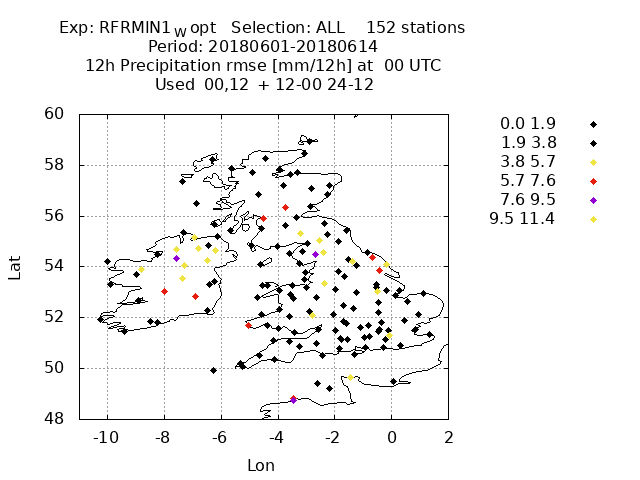 Exp: RFRMIN1 w opt Selection: ALL 152 stations
Period: 20180601-20180614
12h Precipitation rmse [mm/12h] at 00 UTC
Used 00,12 + 12-00 24-12
0.0 1.9
1.9 3.8
3.8 5.7
5.7 7.6
7.6 9.5
9.5 11.4
60
58
56
54
52
50
48
Lat
-10 -8 -6 -4 -2 0 2
Lon